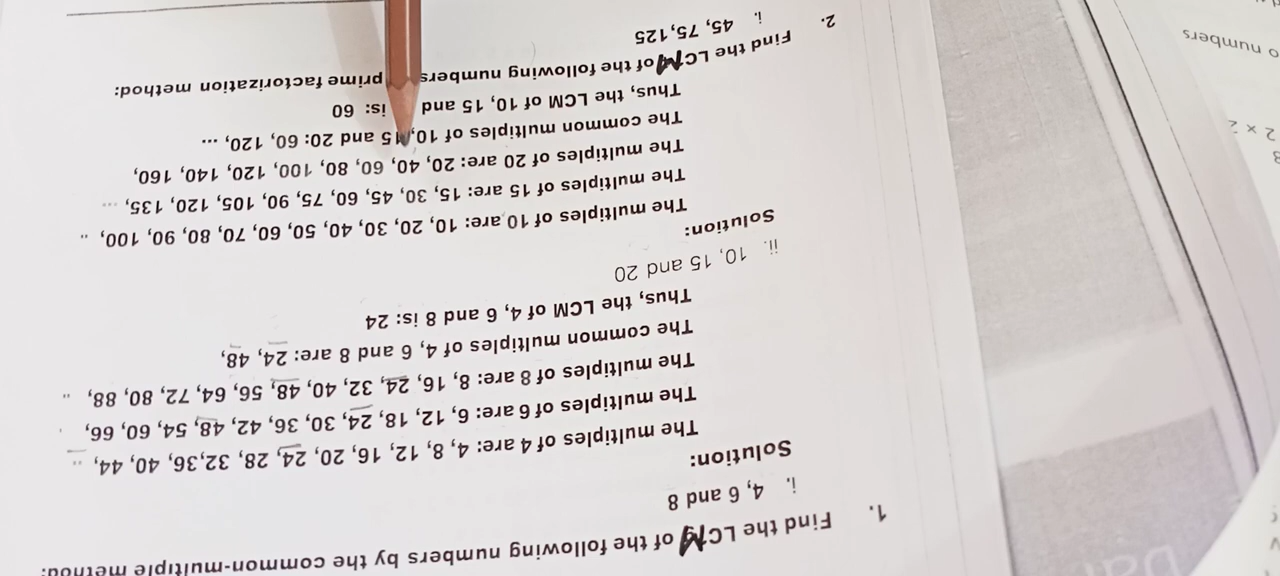 1. Find the LCM of the following numbers by the common-multiple method:
i. 4, 6 and 8
Solution:
The multiples of 4 are: 4, 8, 12, 16, 20, 24, 28, 32,36, 40, 44, ..
The multiples of 6 are: 6, 12, 18, 24, 30, 36, 42, 48, 54, 60, 66, .
The multiples of 8 are: 8, 16, 24, 32, 40, 48, 56, 64, 72, 80, 88, ..
The common multiples of 4, 6 and 8 are: 24, 48,
Thus, the LCM of 4, 6 and 8 is: 24
ii. 10, 15 and 20
Solution:
The multiples of 10 are: 10, 20, 30, 40, 50, 60, 70, 80, 90, 100, ..
The multiples of 15 are: 15, 30, 45, 60, 75, 90, 105, 120, 135, ...
The multiples of 20 are: 20, 40, 60, 80, 100, 120, 140, 160,
The common multiples of 10, 15 and 20: 60, 120, ...
Thus, the LCM of 10, 15 and is: 60
2. Find the LCM of the following numbers prime factorization method:
i. 45, 75,125
2 × 2
o numbers